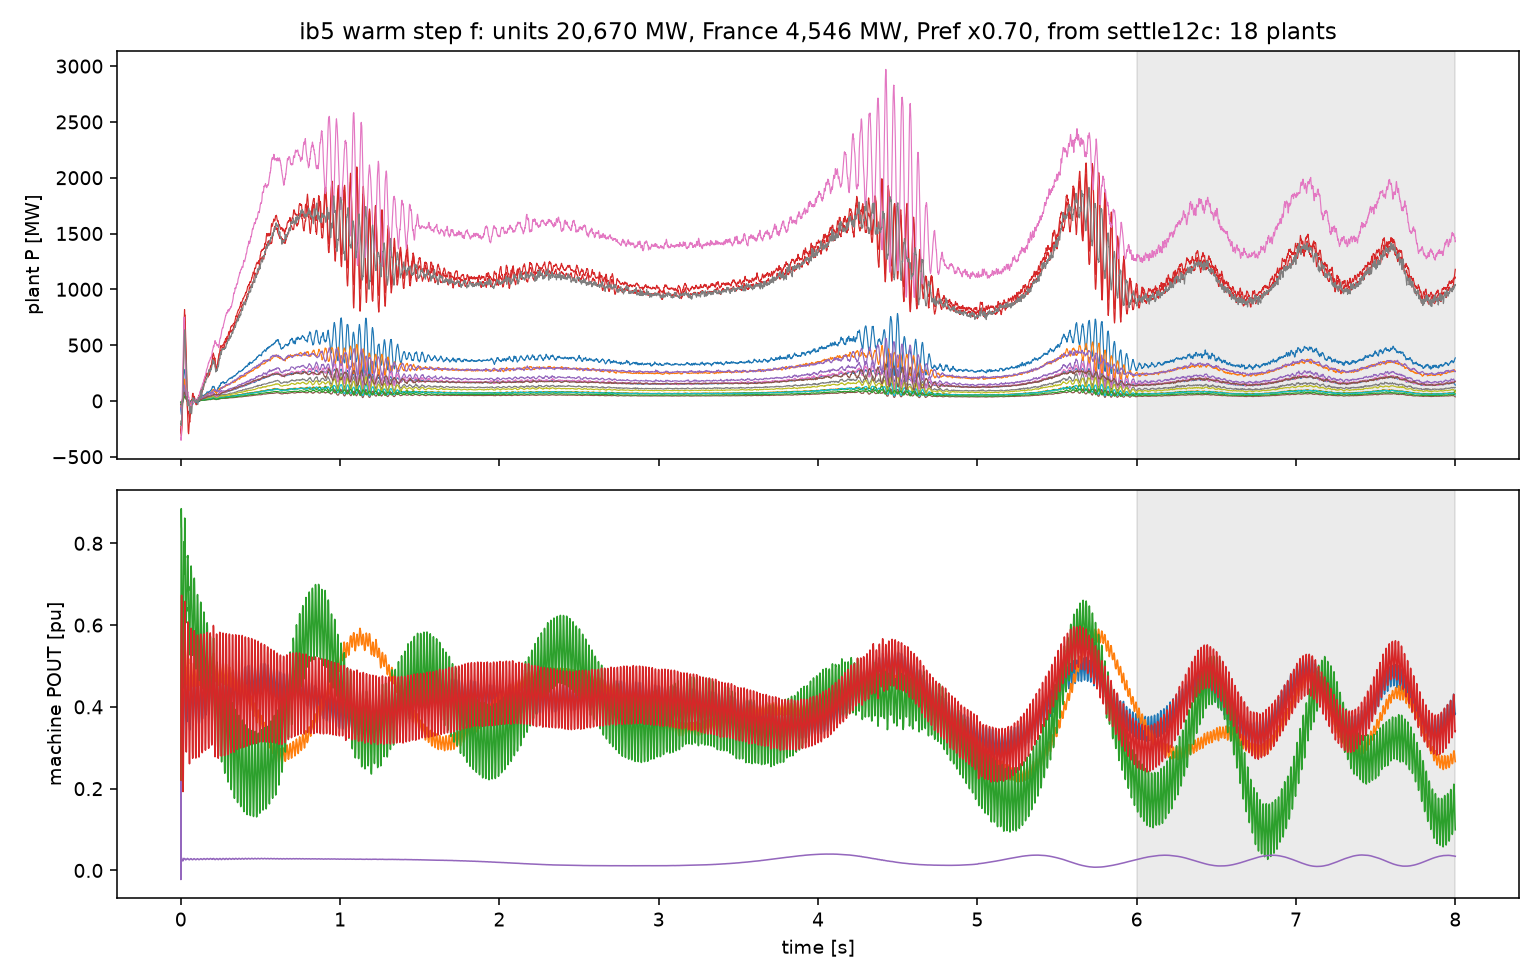 ib5 warm step f: units 20,670 MW, France 4,546 MW, Pref x0.70, from settle12c: 18 plants
plant P [MW]
3000
2500
2000
1500
1000
500
0
−500
machine POUT [pu]
0.8
0.6
0.4
0.2
0.0
0 1 2 3 4 5 6 7 8
time [s]